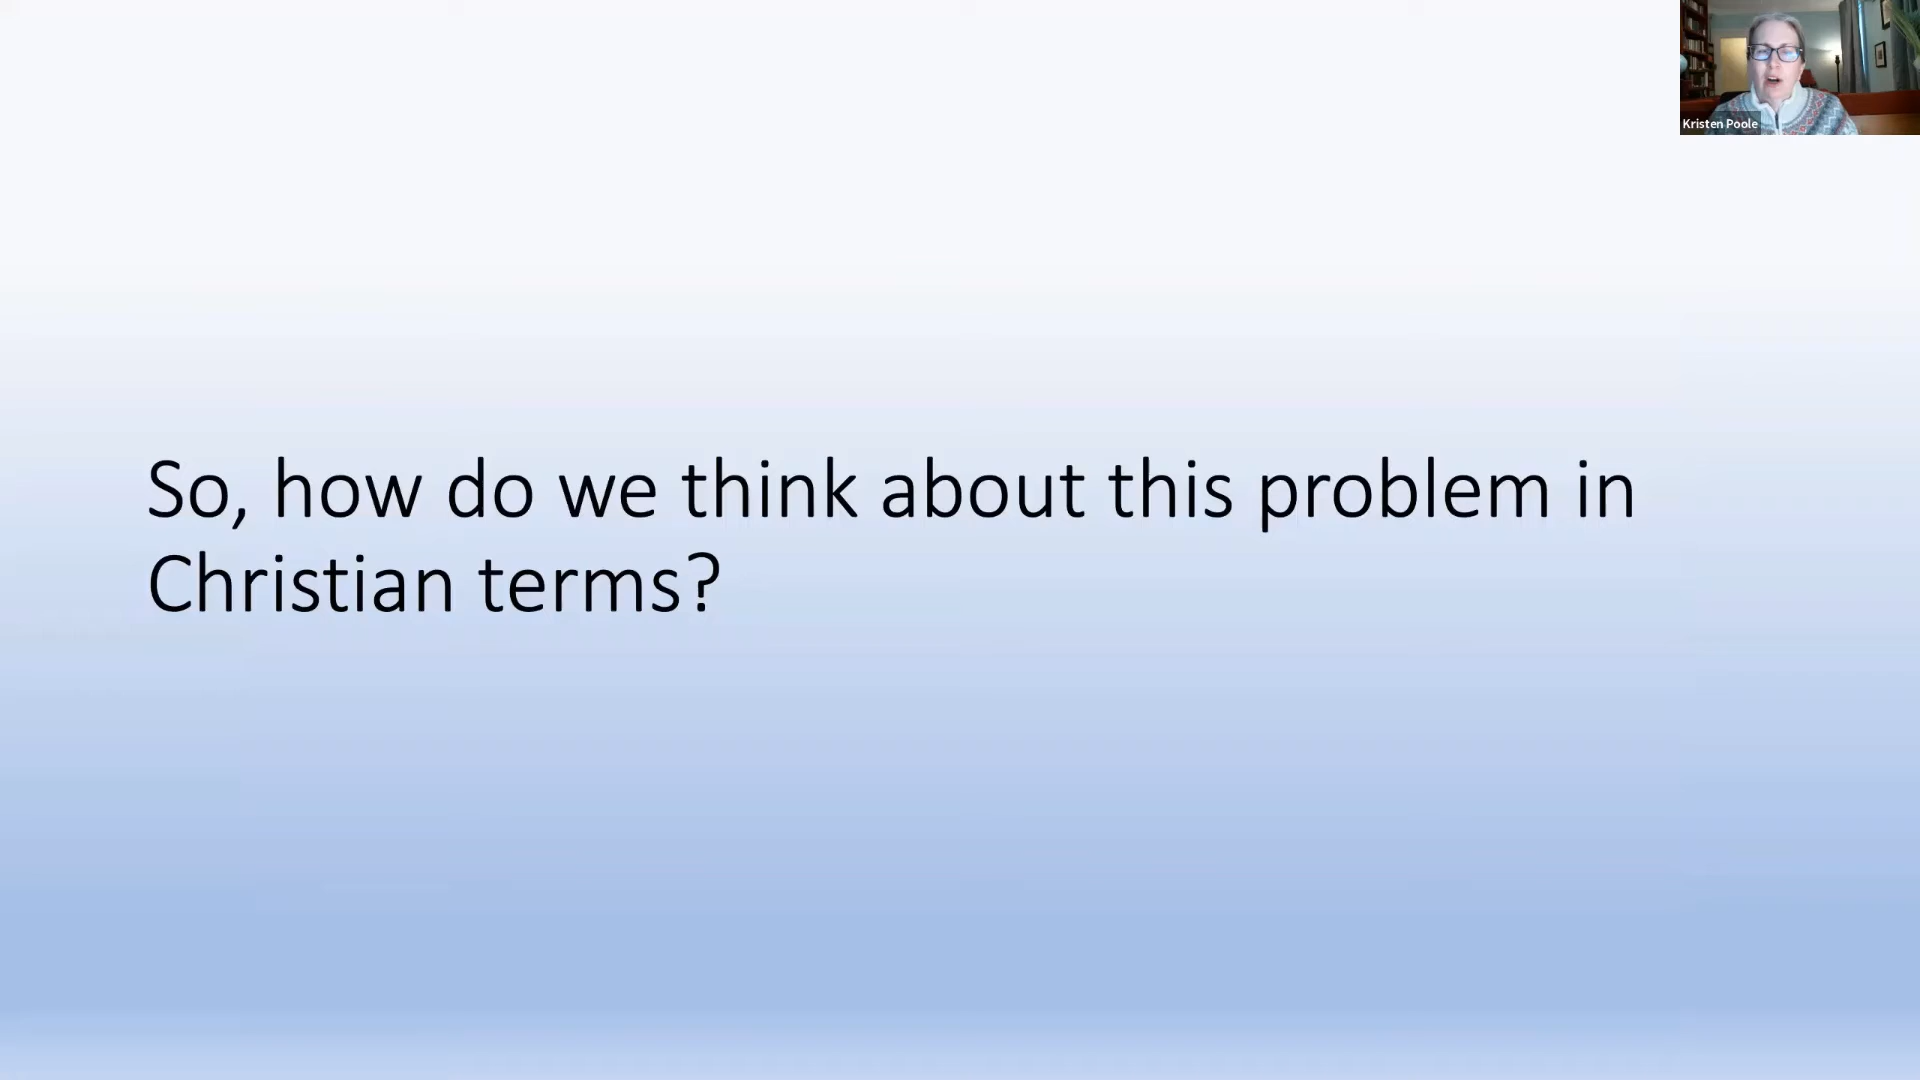 Kristen Poole
So, how do we think about this problem in
Christian terms?